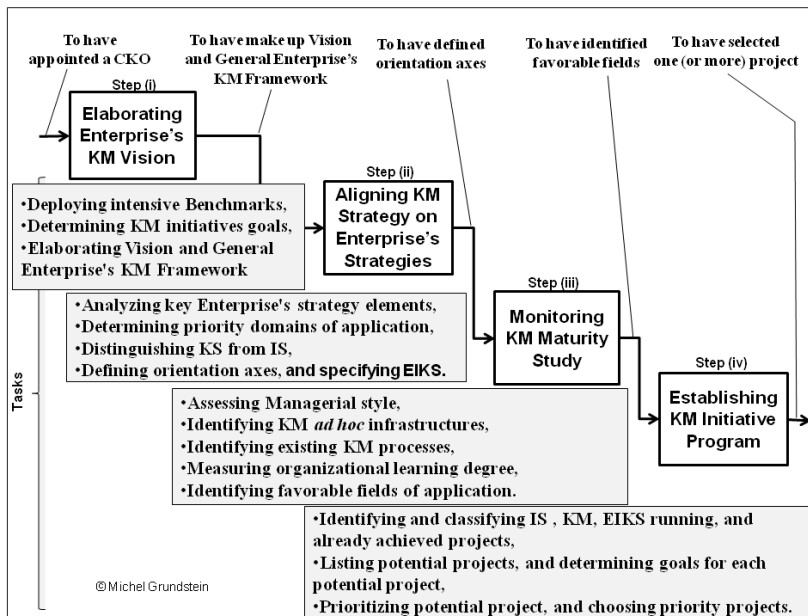 To have
appointed a CKO
To have make up Vision
and General Enterprise's
KM Framework
To have defined
orientation axes
To have identified
favorable fields
To have selected
one (or more) project
Step (i)
Elaborating
Enterprise's
KM Vision
Step (ii)
Aligning KM
Strategy on
Enterprise's
Strategies
Step (iii)
Monitoring
KM Maturity
Study
Step (iv)
Establishing
KM Initiative
Program
Tasks
•Deploying intensive Benchmarks,
•Determining KM initiatives goals,
•Elaborating Vision and General
Enterprise's KM Framework
•Analyzing key Enterprise's strategy elements,
•Determining priority domains of application,
•Distinguishing KS from IS,
•Defining orientation axes, and specifying EIKS.
•Assessing Managerial style,
•Identifying KM ad hoc infrastructures,
•Identifying existing KM processes,
•Measuring organizational learning degree,
•Identifying favorable fields of application.
•Identifying and classifying IS , KM, EIKS running, and
already achieved projects,
•Listing potential projects, and determining goals for each
potential project,
•Prioritizing potential project, and choosing priority projects.
©Michel Grundstein